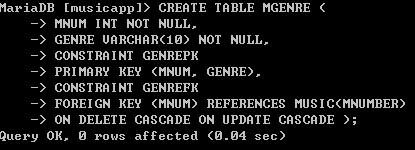 MariaDB [musicapp]> CREATE TABLE MGENRE (
-> MNUM INT NOT NULL,
-> GENRE VARCHAR(10) NOT NULL,
-> CONSTRAINT GENREPK
-> PRIMARY KEY (MNUM, GENRE),
-> CONSTRAINT GENREFK
-> FOREIGN KEY (MNUM) REFERENCES MUSIC(MNUMBER)
-> ON DELETE CASCADE ON UPDATE CASCADE );
Query OK, 0 rows affected (0.04 sec)